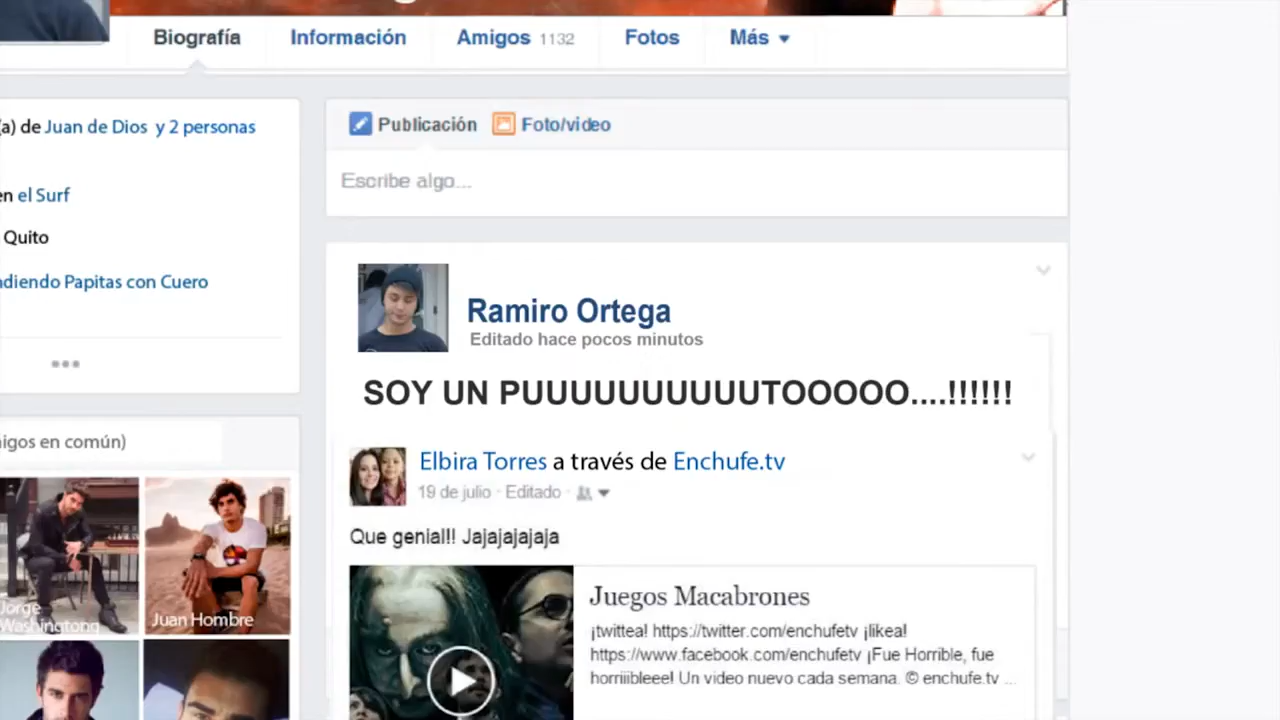 Biografía Información Amigos 1132 Fotos Más
(a) de Juan de Dios y 2 personas
en el Surf
Quito
ndiendo Papitas con Cuero
migos en común)
Jorge Washingtong
Juan Hombre
Publicación Foto/video
Escribe algo...
Ramiro Ortega
Editado hace pocos minutos
SOY UN PUUUUUUUUUUTOOOOO....!!!!!!
Elbira Torres a través de Enchufe.tv
19 de julio · Editado ·
Que genial!! Jajajajajaja
Juegos Macabrones
¡twittea! https://twitter.com/enchufetv ¡likea!
https://www.facebook.com/enchufetv ¡Fue Horrible, fue
horriiibleee! Un video nuevo cada semana. © enchufe.tv ...